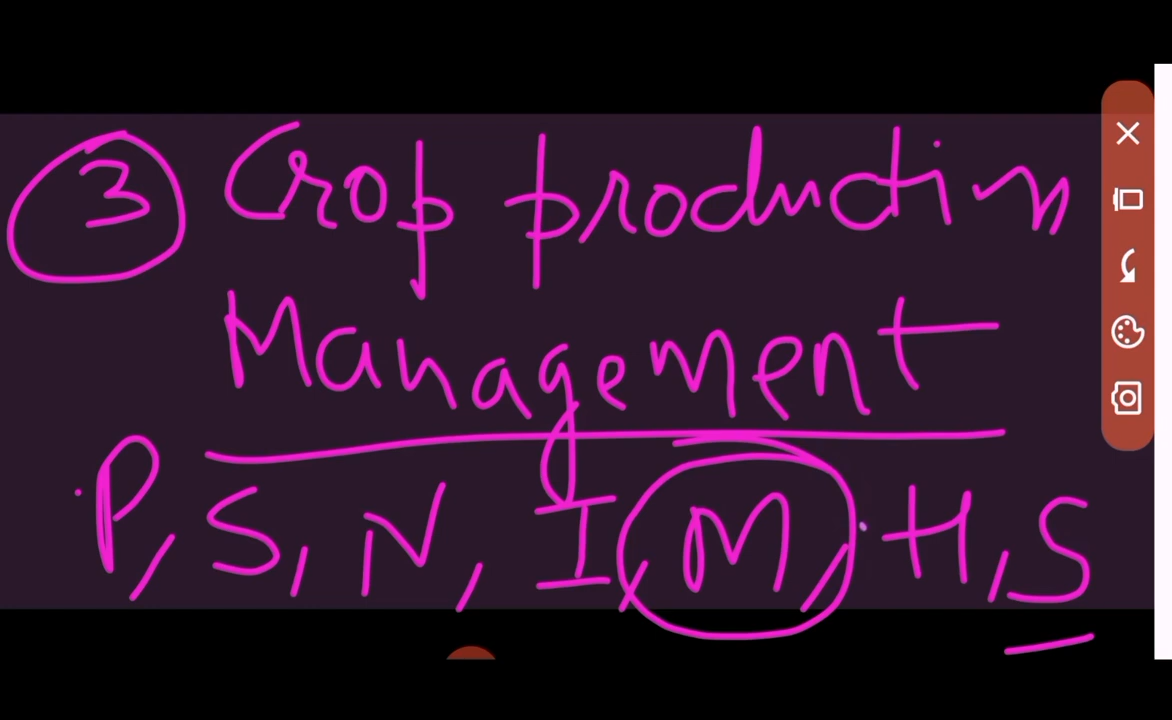 3 Crop production
Management
P, S, N, I, M, H, S